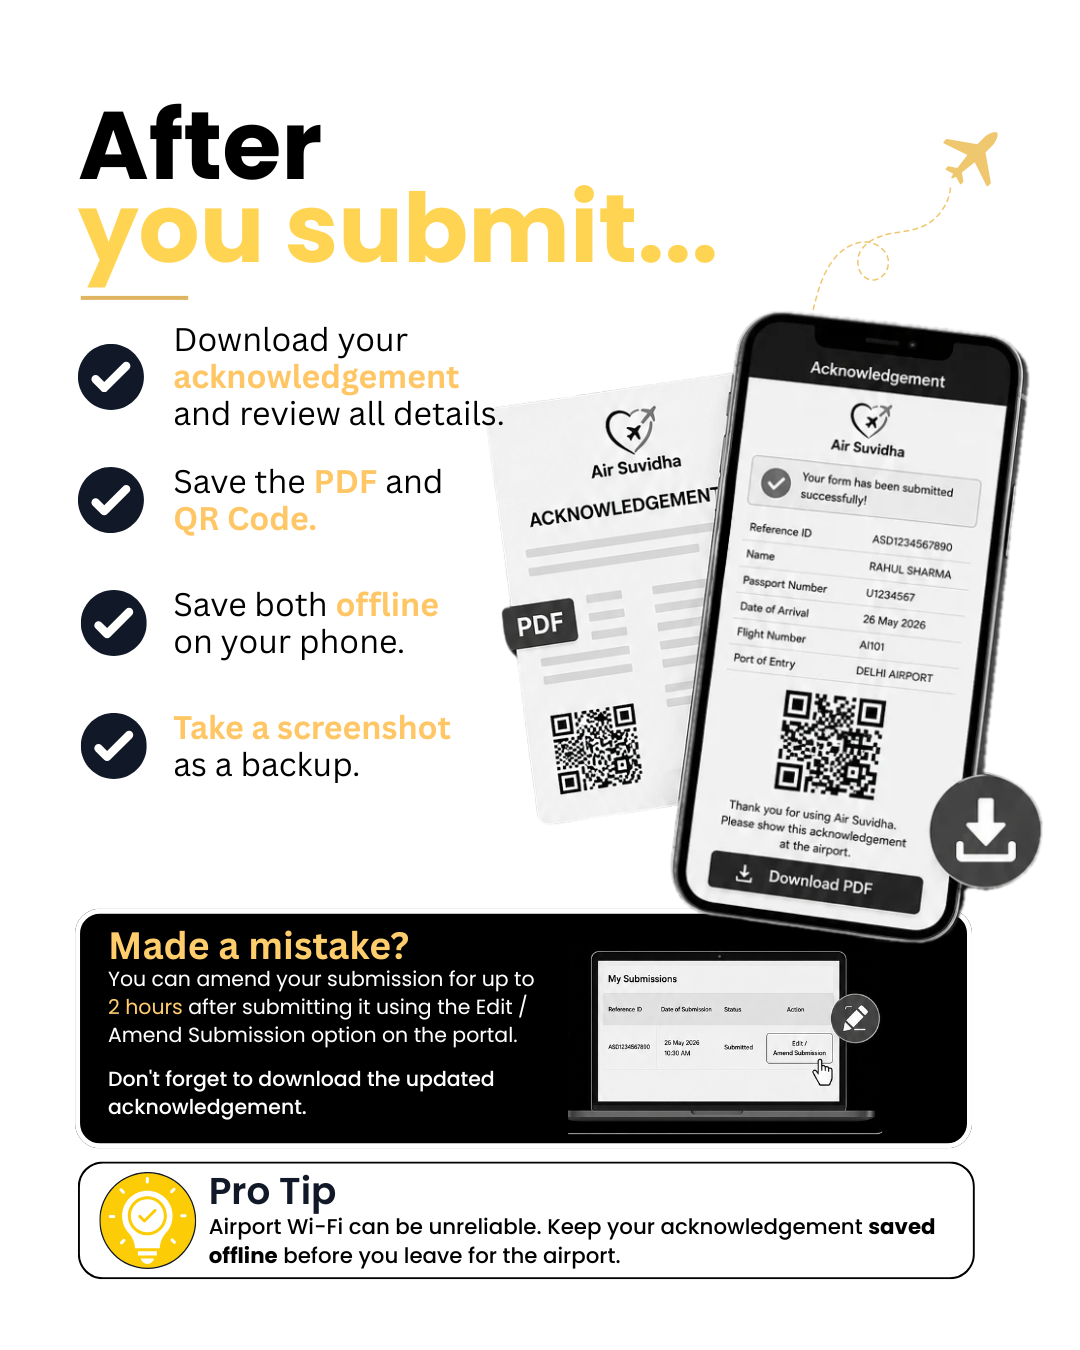 After
you submit...
Download your
acknowledgement
and review all details.
Save the PDF and
QR Code.
Save both offline
on your phone.
Take a screenshot
as a backup.
Air Suvidha
ACKNOWLEDGEMENT
PDF
Acknowledgement
Air Suvidha
Your form has been submitted
successfully!
Reference ID ASD1234567890
Name RAHUL SHARMA
Passport Number U1234567
Date of Arrival 26 May 2026
Flight Number AI101
Port of Entry DELHI AIRPORT
Thank you for using Air Suvidha.
Please show this acknowledgement
at the airport.
Download PDF
Made a mistake?
You can amend your submission for up to
2 hours after submitting it using the Edit /
Amend Submission option on the portal.
Don't forget to download the updated
acknowledgement.
My Submissions
Reference ID Date of Submission Status Action
ASD1234567890 26 May 2026 Submitted Edit /
10:30 AM Amend Submission
Pro Tip
Airport Wi-Fi can be unreliable. Keep your acknowledgement saved
offline before you leave for the airport.